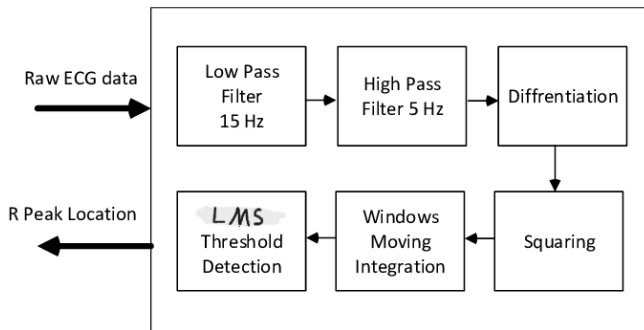 Raw ECG data
Low Pass
Filter
15 Hz
High Pass
Filter 5 Hz
Diffrentiation
R Peak Location
LMS
Threshold
Detection
Windows
Moving
Integration
Squaring